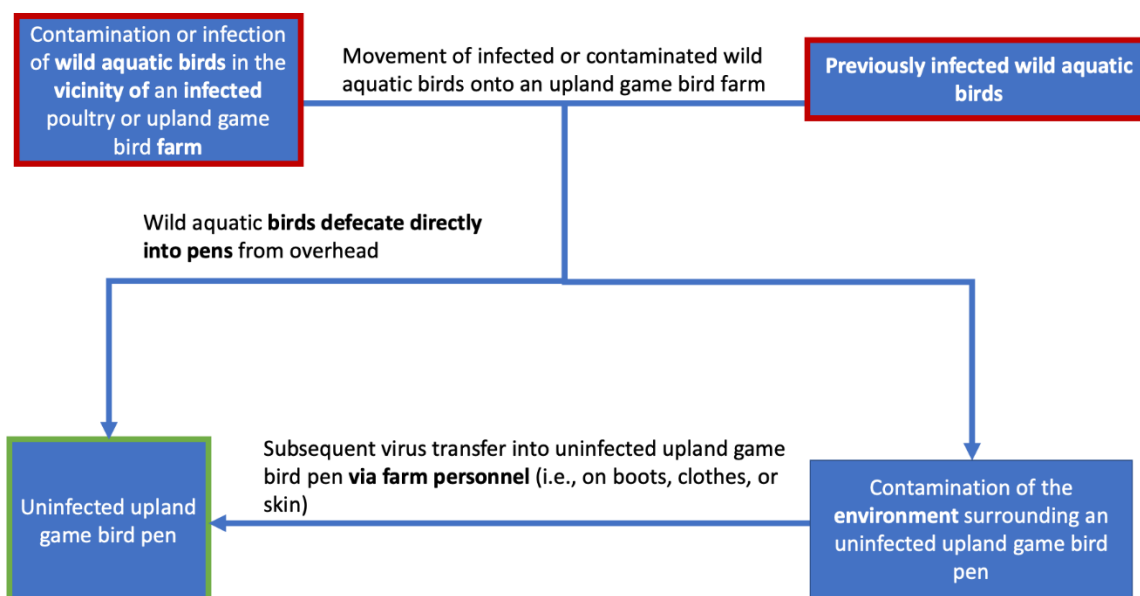 Contamination or infection
of wild aquatic birds in the
vicinity of an infected
poultry or upland game
bird farm
Movement of infected or contaminated wild
aquatic birds onto an upland game bird farm
Previously infected wild aquatic
birds
Wild aquatic birds defecate directly
into pens from overhead
Subsequent virus transfer into uninfected upland game
bird pen via farm personnel (i.e., on boots, clothes, or
skin)
Uninfected upland
game bird pen
Contamination of the
environment surrounding an
uninfected upland game bird
pen